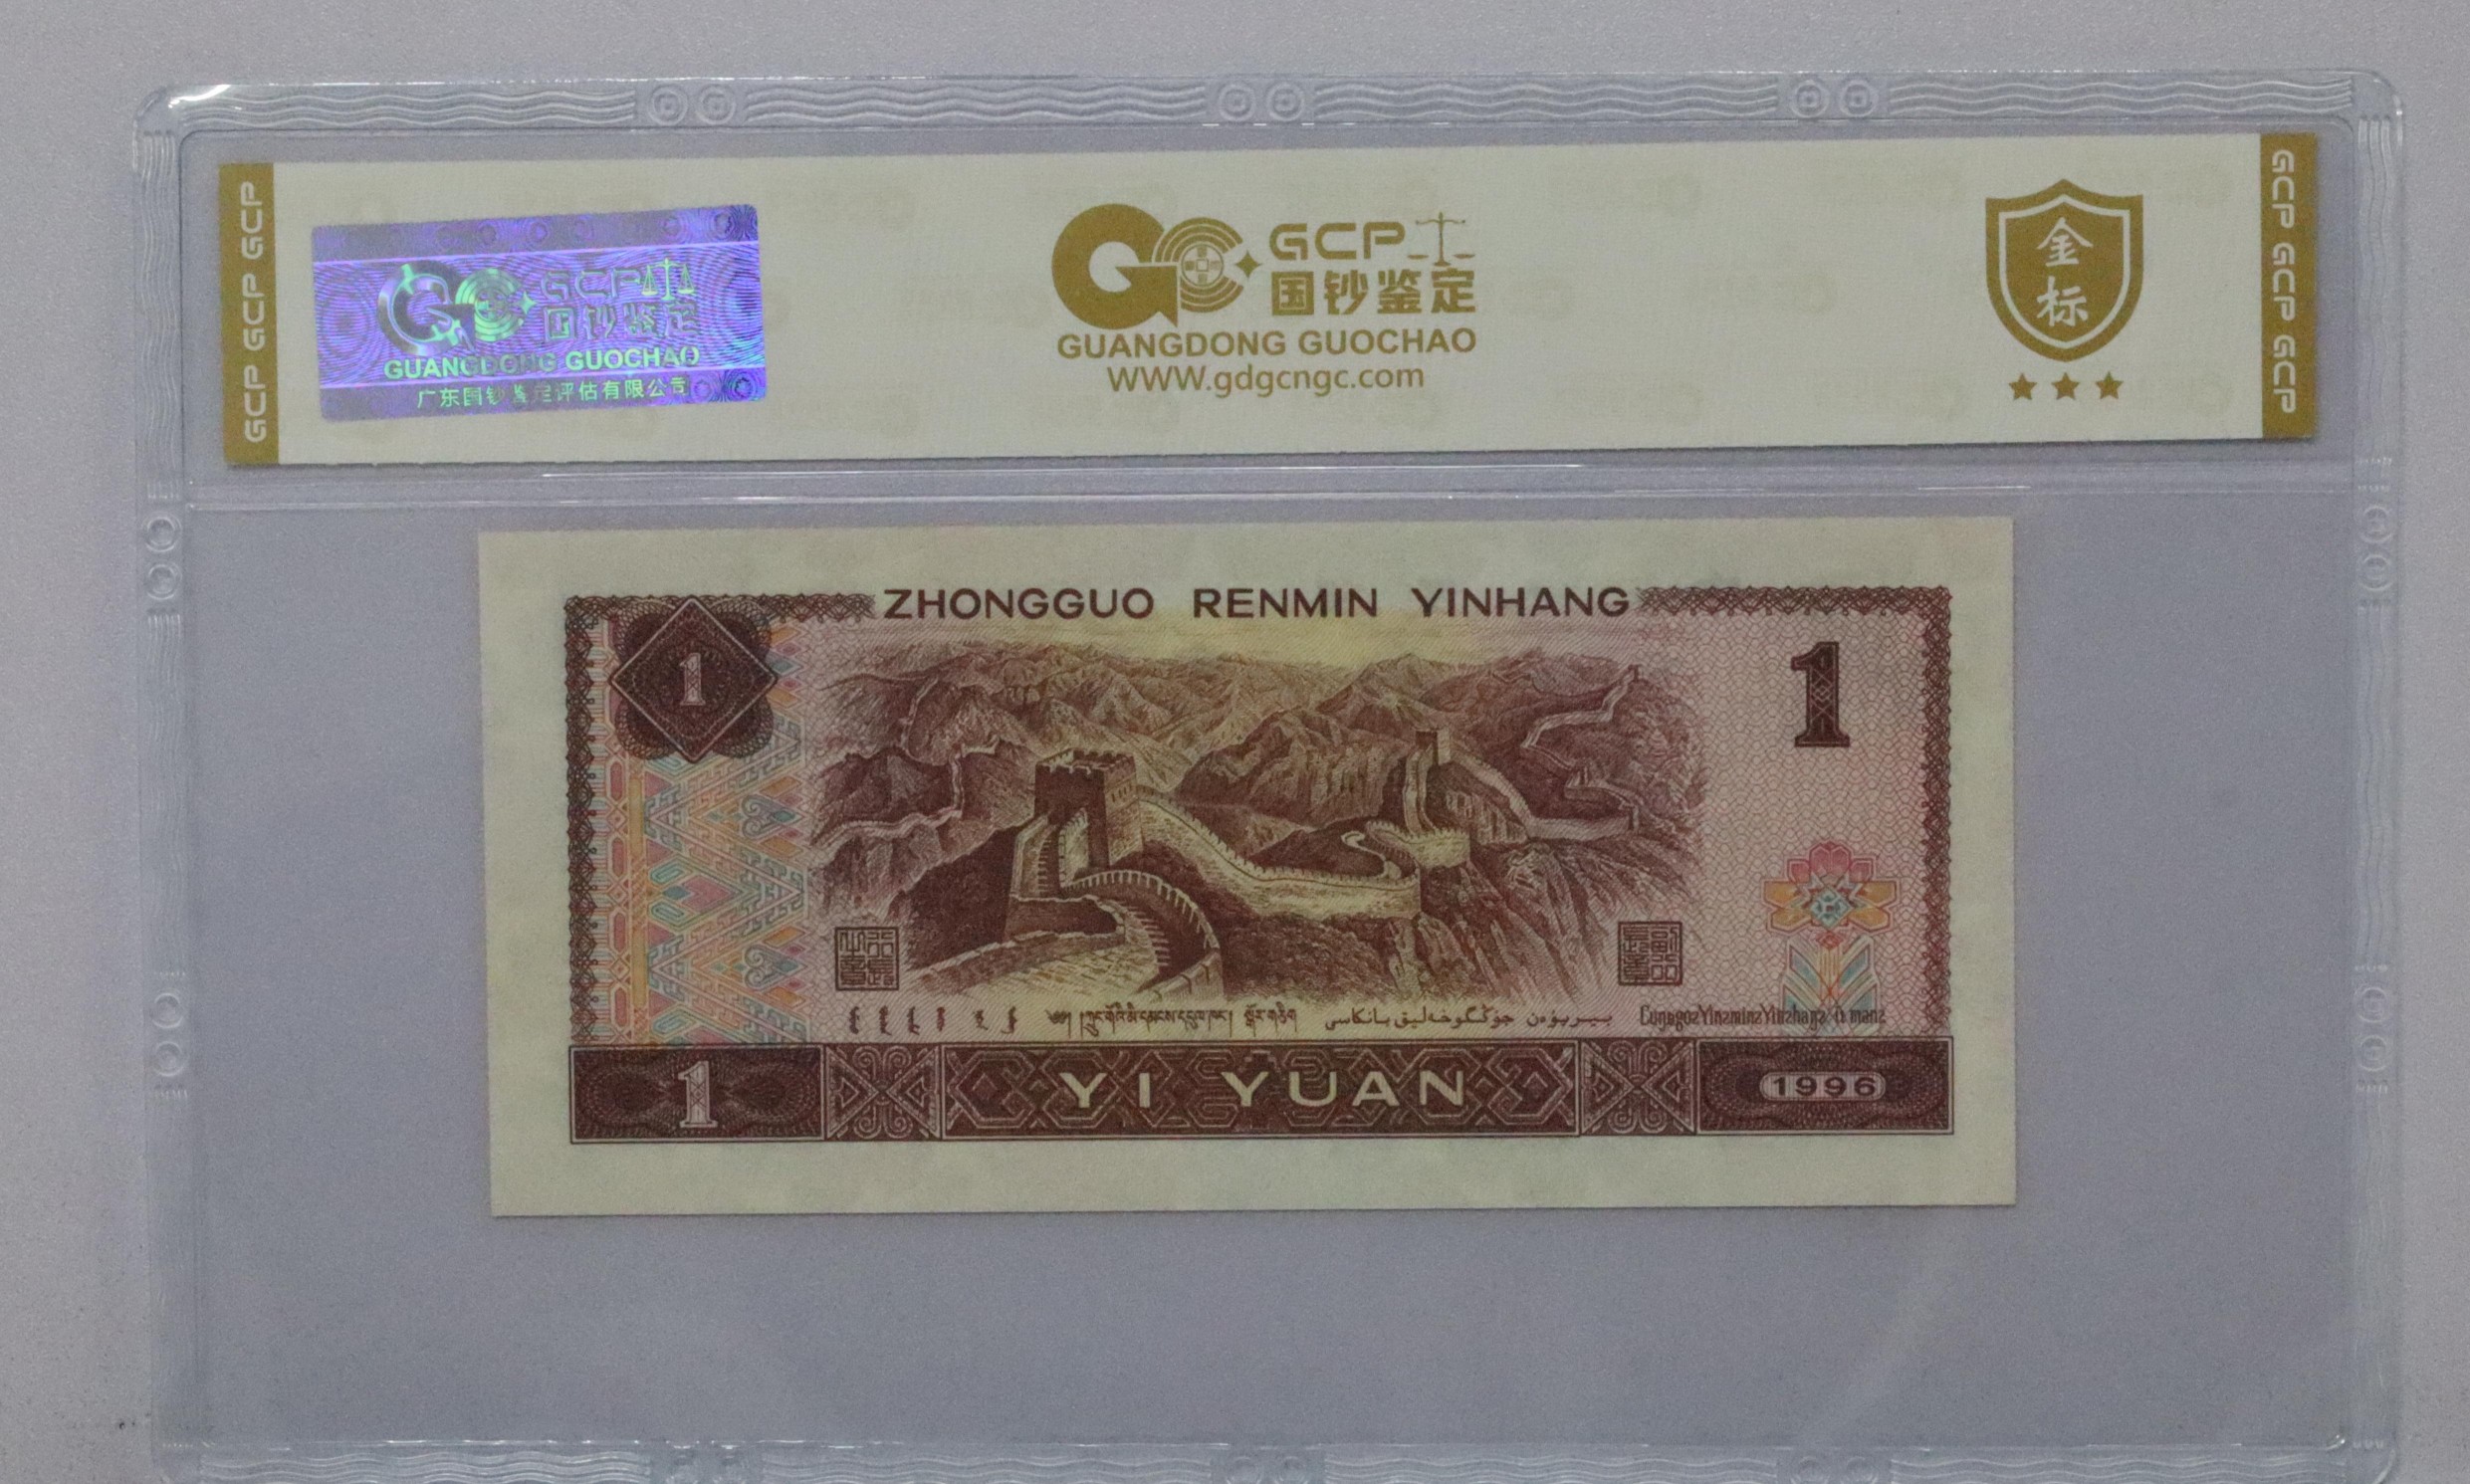 GCP GCP GCP
GCP
国钞鉴定
GUANGDONG GUOCHAO
广东国钞鉴定评估有限公司
GCP
国钞鉴定
GUANGDONG GUOCHAO
WWW.gdgcngc.com
金
标
GCP GCP GCP
ZHONGGUO RENMIN YINHANG
1
1
1
YI YUAN
1996